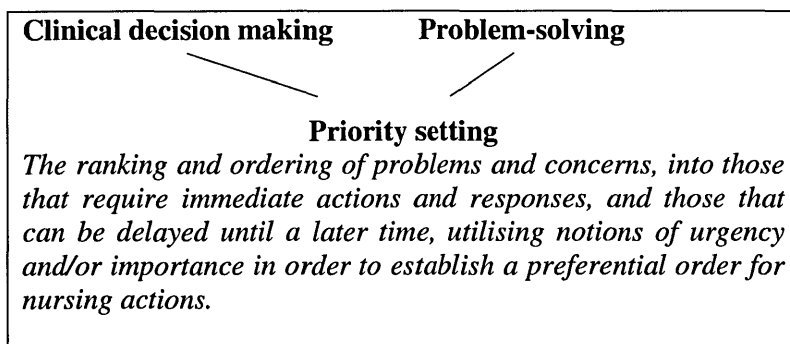 Clinical decision making Problem-solving
Priority setting
The ranking and ordering of problems and concerns, into those
that require immediate actions and responses, and those that
can be delayed until a later time, utilising notions of urgency
and/or importance in order to establish a preferential order for
nursing actions.